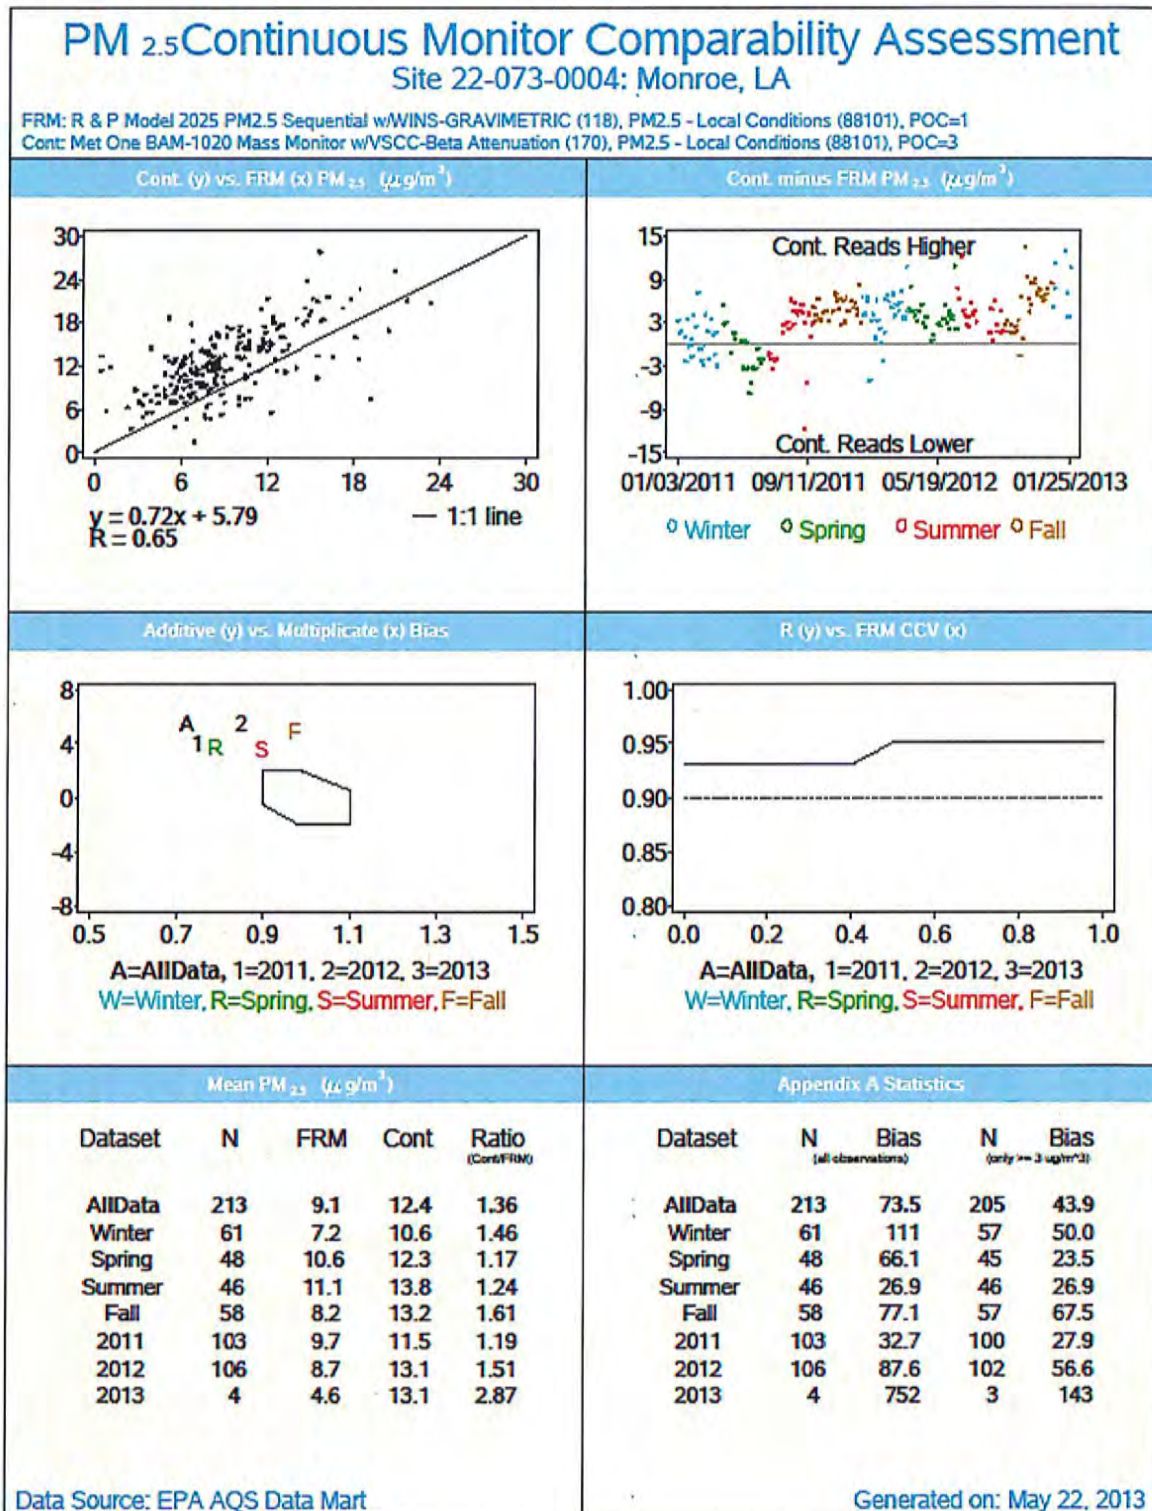 PM 2.5 Continuous Monitor Comparability Assessment
Site 22-073-0004: Monroe, LA
FRM: R & P Model 2025 PM2.5 Sequential w/WINS-GRAVIMETRIC (118), PM2.5 - Local Conditions (88101), POC=1
Cont: Met One BAM-1020 Mass Monitor w/VSCC-Beta Attenuation (170), PM2.5 - Local Conditions (88101), POC=3
Cont. (y) vs. FRM (x) PM 2.5 (μg/m³)
30
24
18
12
6
0
0 6 12 18 24 30
y = 0.72x + 5.79 — 1:1 line
R = 0.65
Cont. minus FRM PM 2.5 (μg/m³)
15
9
3
-3
-9
-15
Cont. Reads Higher
Cont. Reads Lower
01/03/2011 09/11/2011 05/19/2012 01/25/2013
Winter Spring Summer Fall
Additive (y) vs. Multiplicate (x) Bias
8
4
0
-4
-8
A 1 R 2 S F
0.5 0.7 0.9 1.1 1.3 1.5
A=AllData, 1=2011, 2=2012, 3=2013
W=Winter, R=Spring, S=Summer, F=Fall
R (y) vs. FRM CCV (x)
1.00
0.95
0.90
0.85
0.80
0.0 0.2 0.4 0.6 0.8 1.0
A=AllData, 1=2011, 2=2012, 3=2013
W=Winter, R=Spring, S=Summer, F=Fall
Mean PM 2.5 (μg/m³)
Dataset N FRM Cont Ratio
(Cont/FRM)
AllData 213 9.1 12.4 1.36
Winter 61 7.2 10.6 1.46
Spring 48 10.6 12.3 1.17
Summer 46 11.1 13.8 1.24
Fall 58 8.2 13.2 1.61
2011 103 9.7 11.5 1.19
2012 106 8.7 13.1 1.51
2013 4 4.6 13.1 2.87
Appendix A Statistics
Dataset N Bias N Bias
(all observations) (only >= 3 ug/m^3)
AllData 213 73.5 205 43.9
Winter 61 111 57 50.0
Spring 48 66.1 45 23.5
Summer 46 26.9 46 26.9
Fall 58 77.1 57 67.5
2011 103 32.7 100 27.9
2012 106 87.6 102 56.6
2013 4 752 3 143
Data Source: EPA AQS Data Mart
Generated on: May 22, 2013